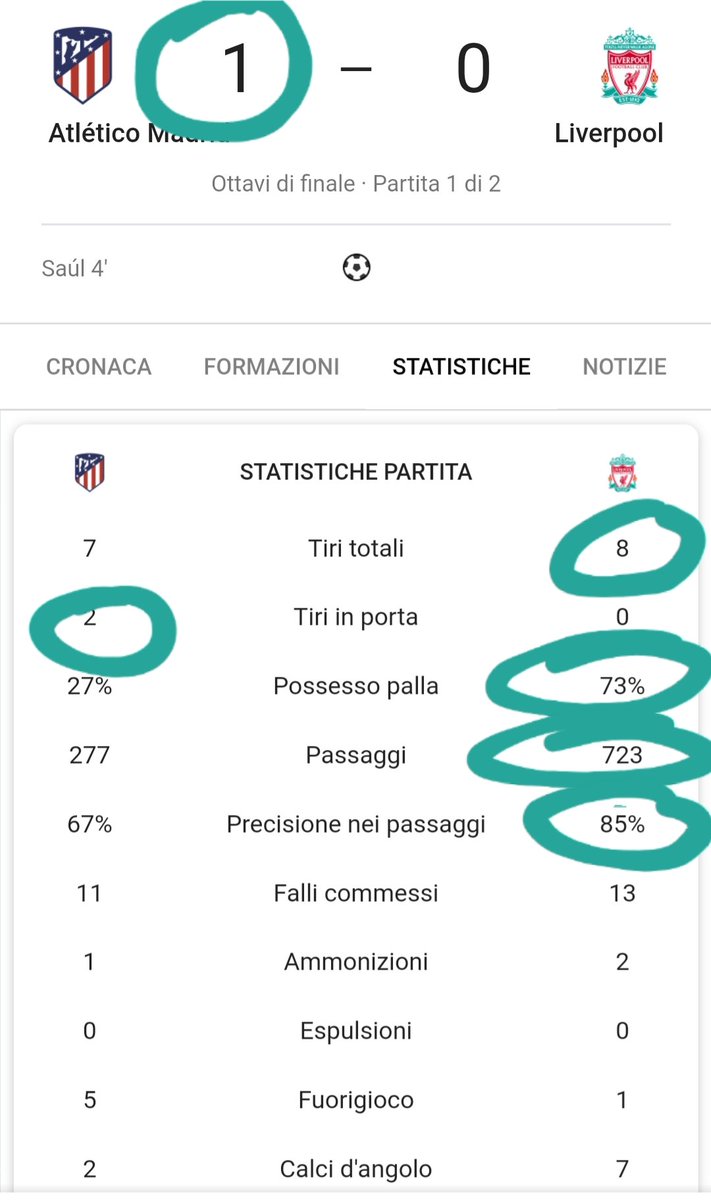 1 – 0
Atlético Madrid Liverpool
Ottavi di finale · Partita 1 di 2
Saúl 4'
CRONACA FORMAZIONI STATISTICHE NOTIZIE
STATISTICHE PARTITA
7 Tiri totali 8
2 Tiri in porta 0
27% Possesso palla 73%
277 Passaggi 723
67% Precisione nei passaggi 85%
11 Falli commessi 13
1 Ammonizioni 2
0 Espulsioni 0
5 Fuorigioco 1
2 Calci d'angolo 7